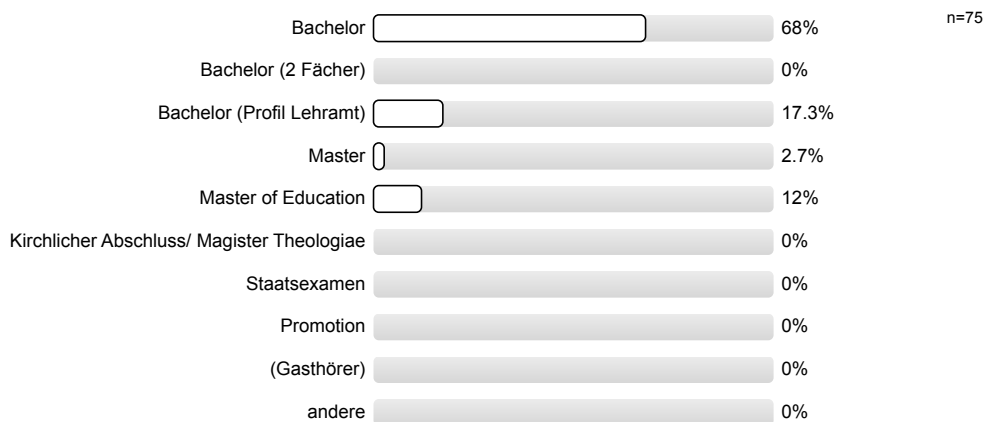 Bachelor 68% n=75
Bachelor (2 Fächer) 0%
Bachelor (Profil Lehramt) 17.3%
Master 2.7%
Master of Education 12%
Kirchlicher Abschluss/ Magister Theologiae 0%
Staatsexamen 0%
Promotion 0%
(Gasthörer) 0%
andere 0%